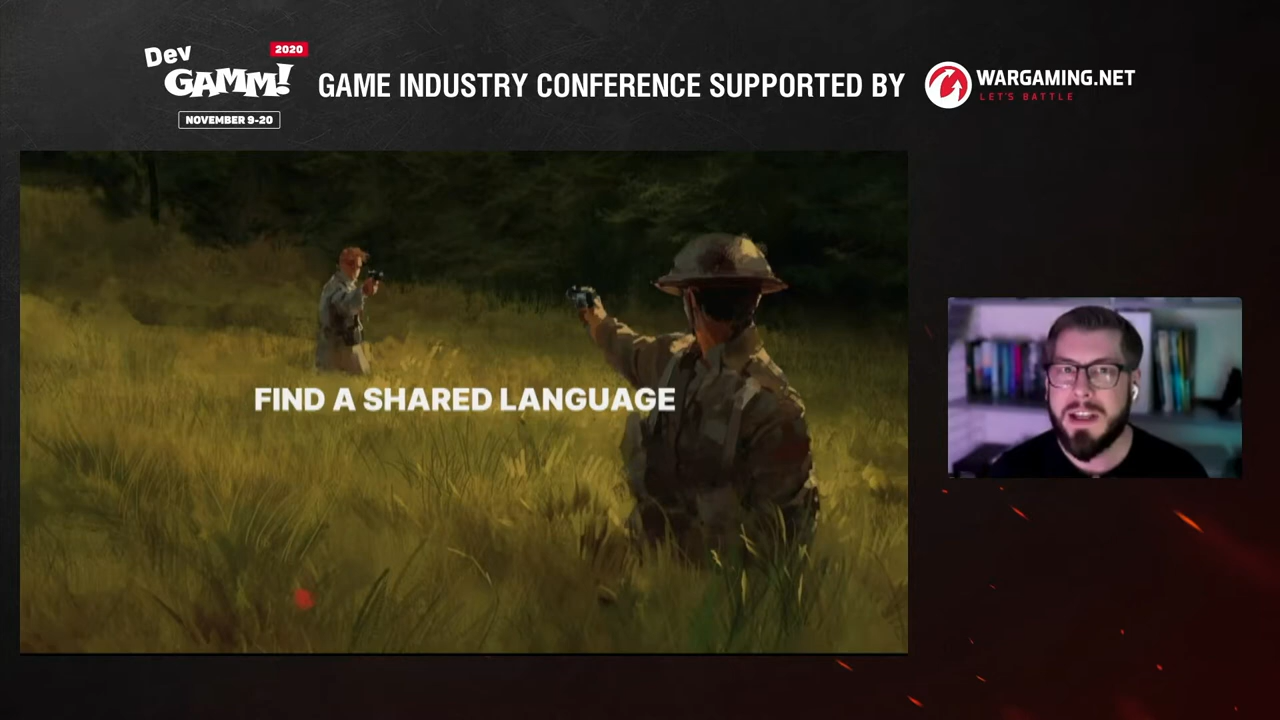 Dev
GAMM!
2020
NOVEMBER 9-20
GAME INDUSTRY CONFERENCE SUPPORTED BY
WARGAMING.NET
LET'S BATTLE
FIND A SHARED LANGUAGE